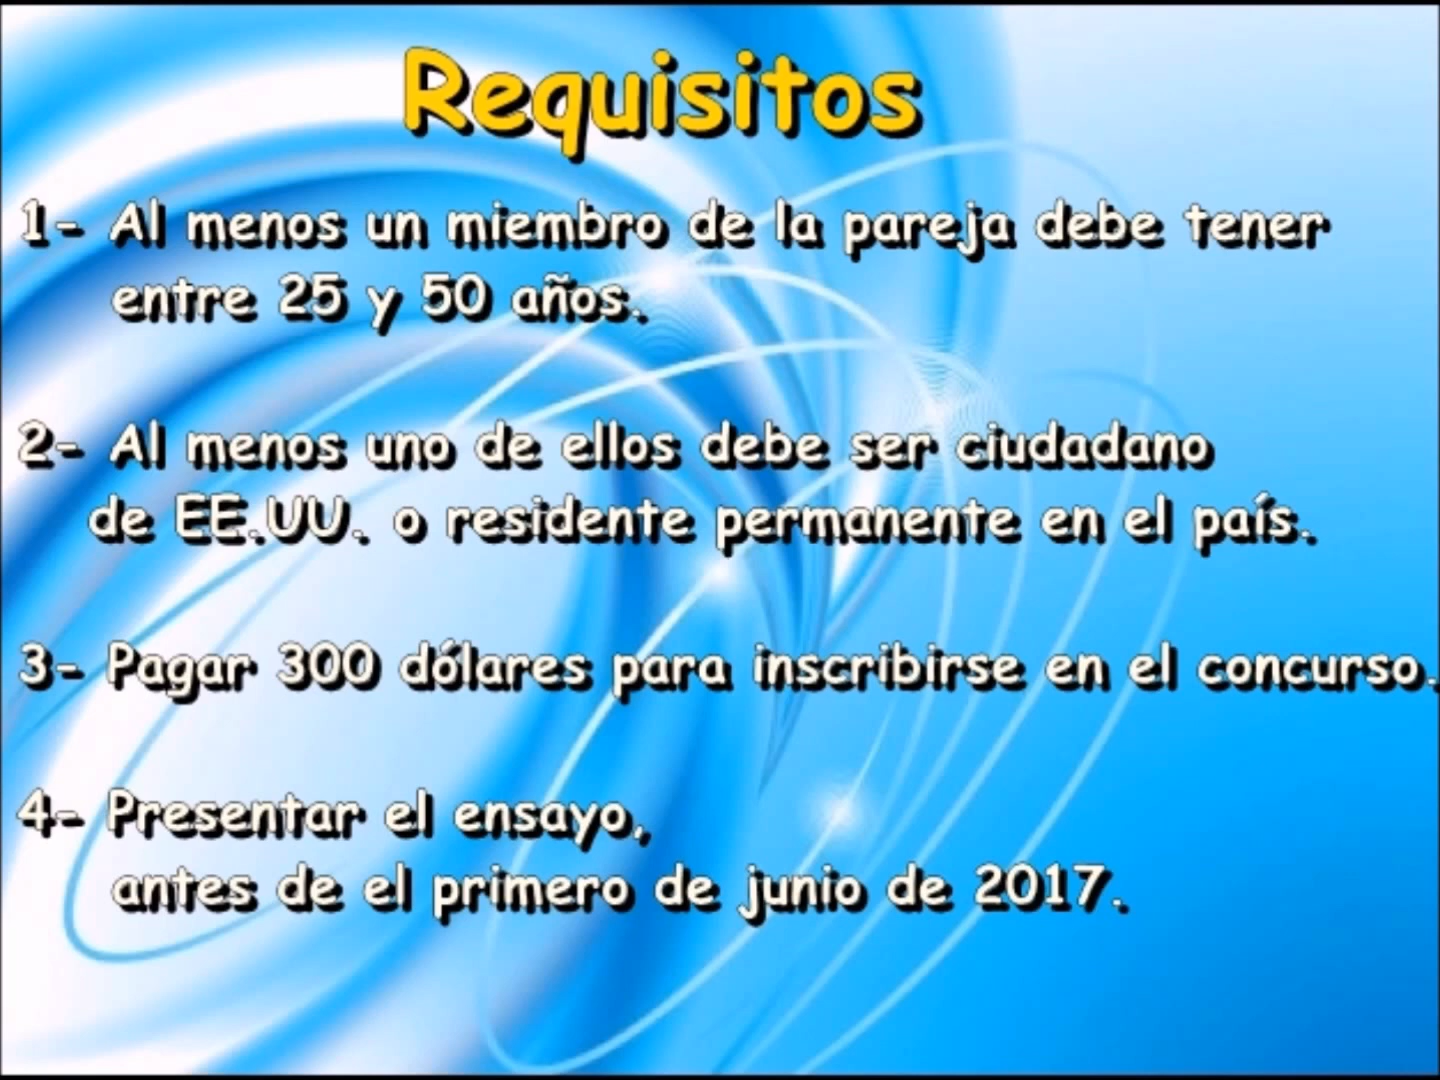 Requisitos
1- Al menos un miembro de la pareja debe tener
entre 25 y 50 años.
2- Al menos uno de ellos debe ser ciudadano
de EE.UU. o residente permanente en el país.
3- Pagar 300 dólares para inscribirse en el concurso.
4- Presentar el ensayo,
antes de el primero de junio de 2017.